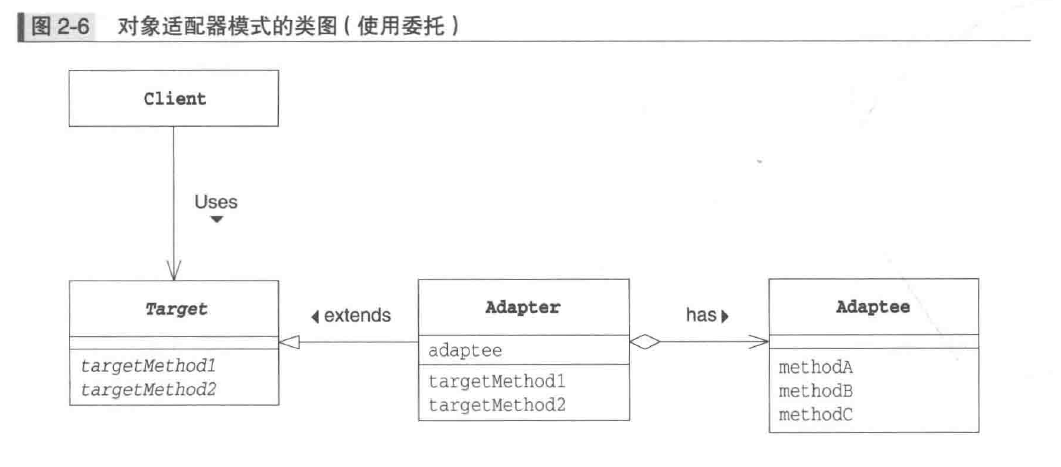 图 2-6 对象适配器模式的类图（使用委托）
Client
Uses
Target
targetMethod1
targetMethod2
extends
Adapter
adaptee
targetMethod1
targetMethod2
has
Adaptee
methodA
methodB
methodC